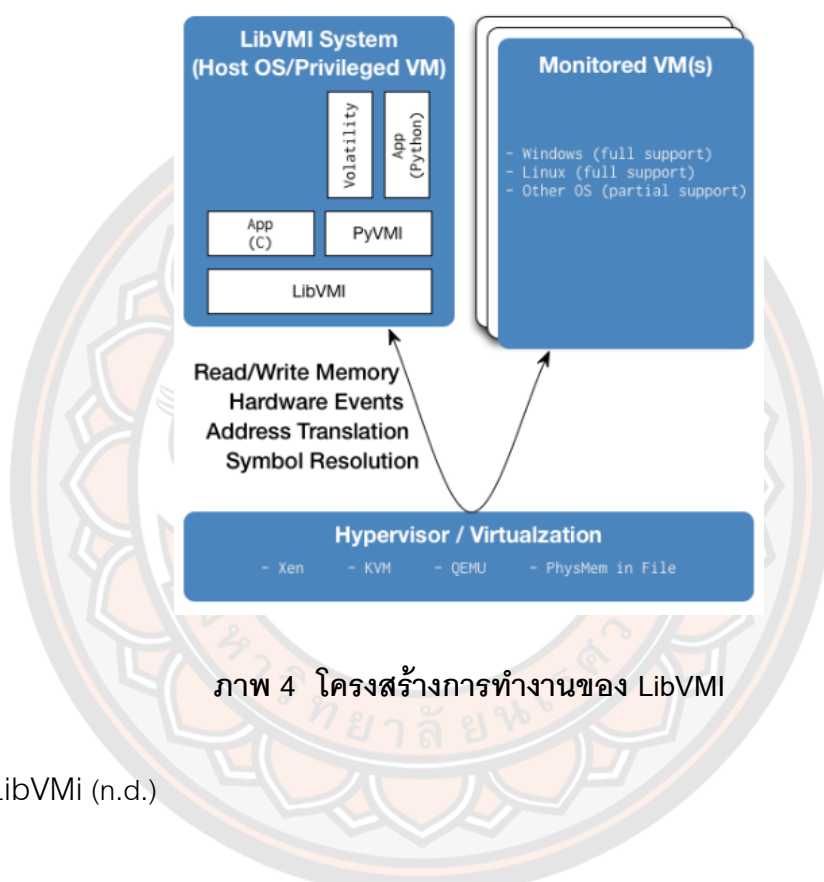 LibVMI System
(Host OS/Privileged VM)
Volatility
App
(Python)
App
(C)
PyVMI
LibVMI
Monitored VM(s)
- Windows (full support)
- Linux (full support)
- Other OS (partial support)
Read/Write Memory
Hardware Events
Address Translation
Symbol Resolution
Hypervisor / Virtualzation
- Xen - KVM - QEMU - PhysMem in File
ภาพ 4 โครงสร้างการทำงานของ LibVMI
ibVMi (n.d.)